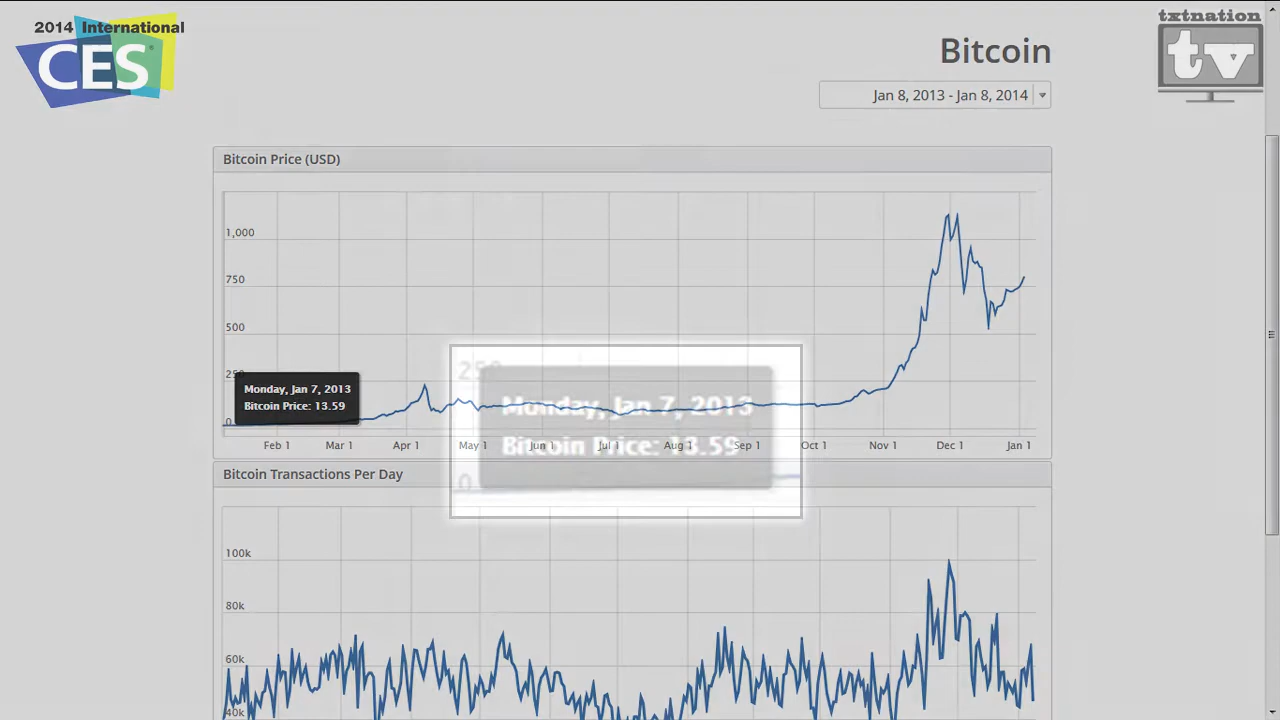 2014 International
CES
txtnation
tv
Bitcoin
Jan 8, 2013 - Jan 8, 2014
Bitcoin Price (USD)
1,000
750
500
250
0
Monday, Jan 7, 2013
Bitcoin Price: 13.59
250
Monday, Jan 7, 2013
Bitcoin Price: 13.59
0
Feb 1 Mar 1 Apr 1 May 1 Jun 1 Jul 1 Aug 1 Sep 1 Oct 1 Nov 1 Dec 1 Jan 1
Bitcoin Transactions Per Day
100k
80k
60k
40k